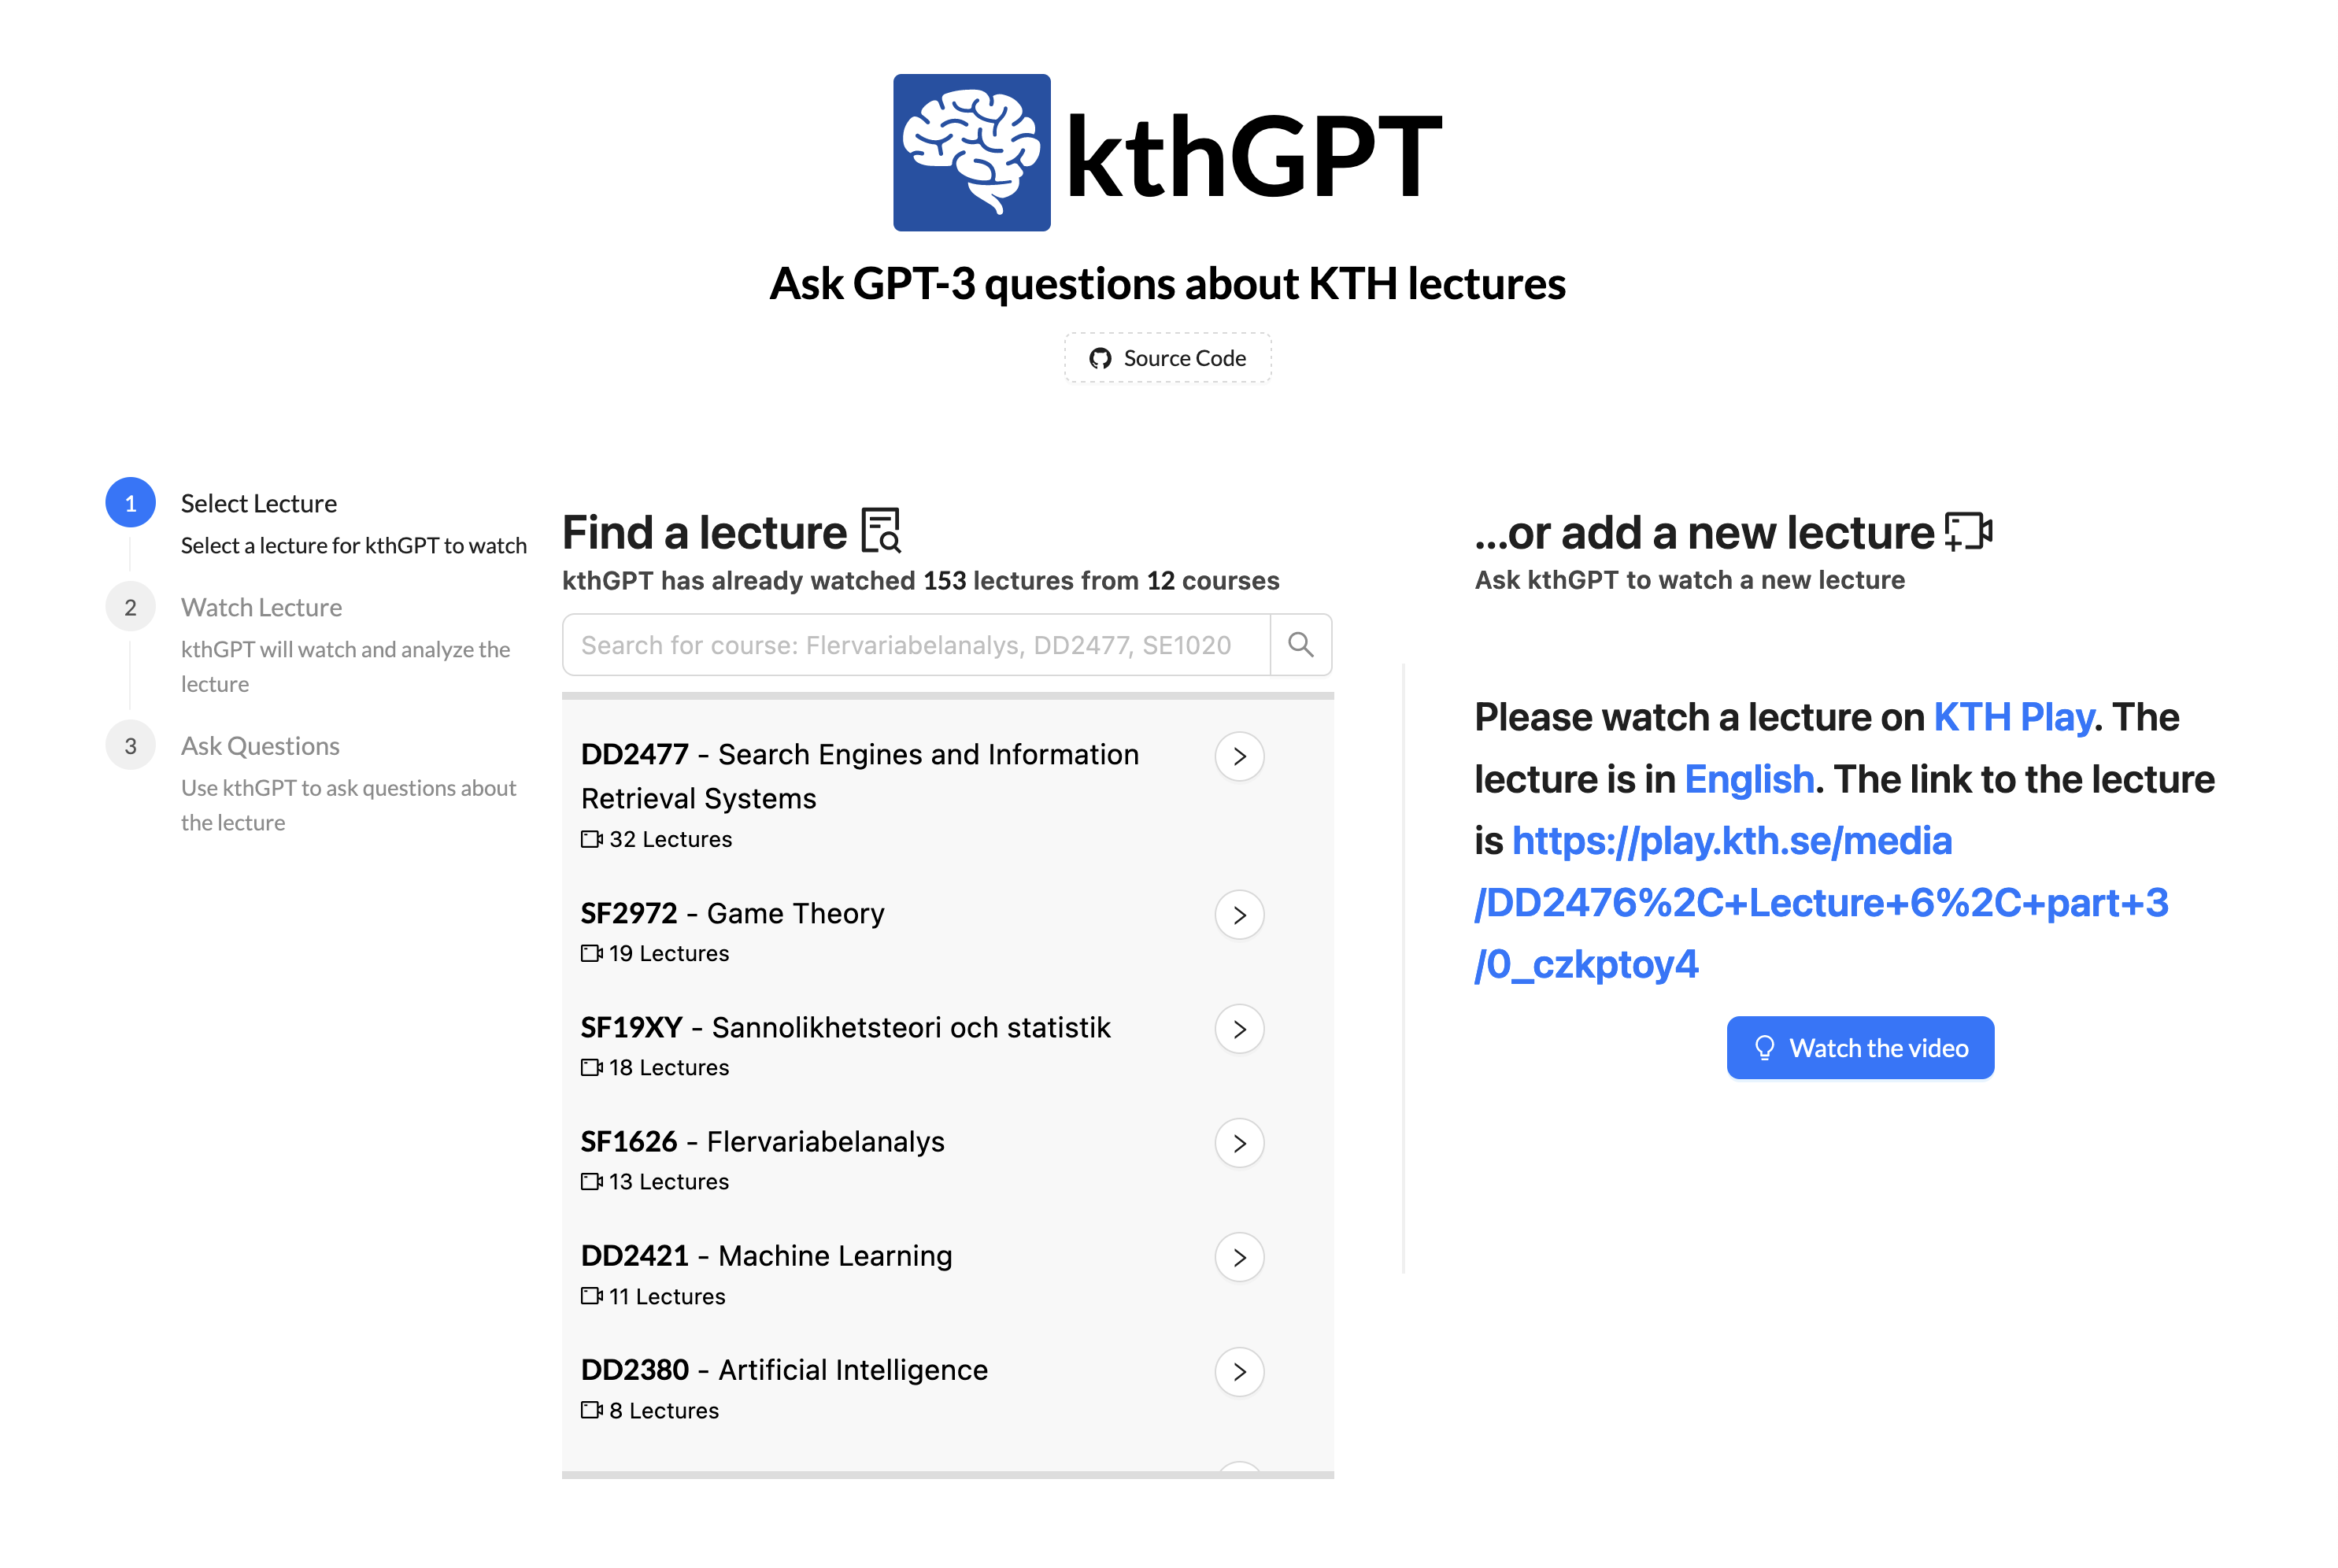 kthGPT
Ask GPT-3 questions about KTH lectures
Source Code
1
Select Lecture
Select a lecture for kthGPT to watch
2
Watch Lecture
kthGPT will watch and analyze the
lecture
3
Ask Questions
Use kthGPT to ask questions about
the lecture
Find a lecture
kthGPT has already watched 153 lectures from 12 courses
Search for course: Flervariabelanalys, DD2477, SE1020
DD2477 - Search Engines and Information
Retrieval Systems
32 Lectures
SF2972 - Game Theory
19 Lectures
SF19XY - Sannolikhetsteori och statistik
18 Lectures
SF1626 - Flervariabelanalys
13 Lectures
DD2421 - Machine Learning
11 Lectures
DD2380 - Artificial Intelligence
8 Lectures
...or add a new lecture
Ask kthGPT to watch a new lecture
Please watch a lecture on KTH Play. The
lecture is in English. The link to the lecture
is https://play.kth.se/media
/DD2476%2C+Lecture+6%2C+part+3
/0_czkptoy4
Watch the video